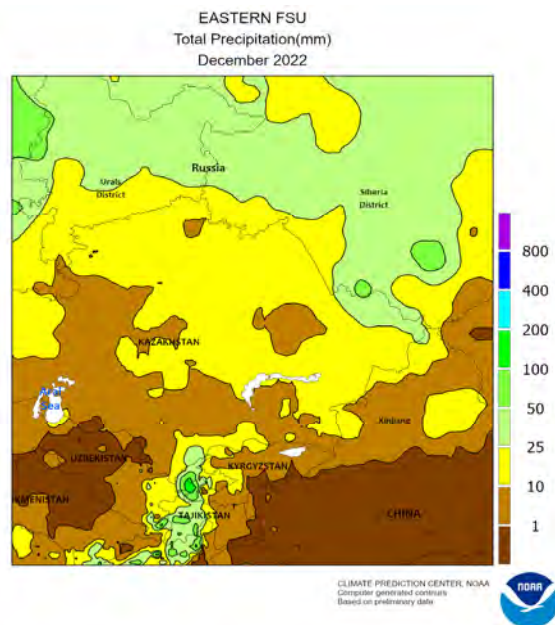 EASTERN FSU
Total Precipitation(mm)
December 2022
Russia
Urals
District
Siberia
District
KAZAKHSTAN
Aral
Sea
Xinjiang
UZBEKISTAN
KYRGYZSTAN
KMENISTAN
TAJIKISTAN
CHINA
800
400
200
100
50
25
10
1
CLIMATE PREDICTION CENTER, NOAA
Computer generated contours
Based on preliminary data
NOAA